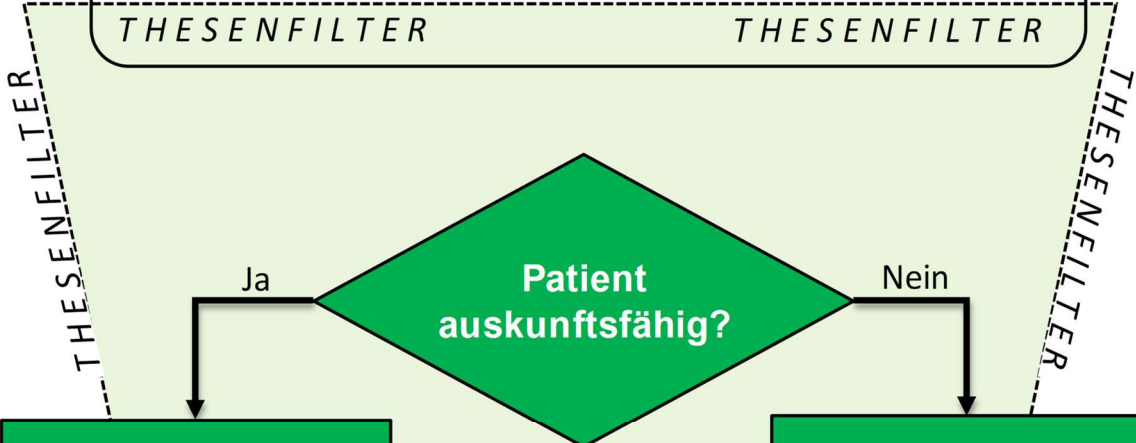 THESENFILTER THESENFILTER
THESENFILTER
THESENFILTER
Ja
Patient
auskunftsfähig?
Nein